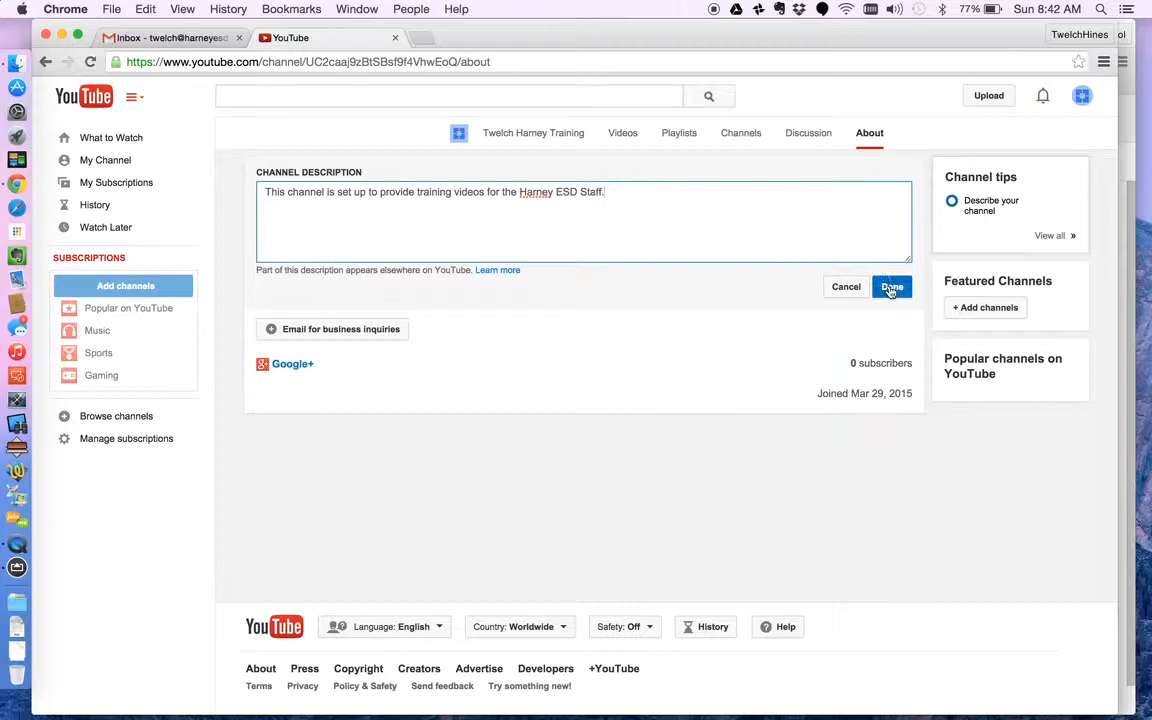 Chrome File Edit View History Bookmarks Window People Help 77% Sun 8:42 AM
Inbox - twelch@harneyesd × YouTube × TwelchHines ol
https://www.youtube.com/channel/UC2caaj9zBtSBsf9f4VhwEoQ/about
YouTube Upload
Twelch Harney Training Videos Playlists Channels Discussion About
What to Watch
My Channel
My Subscriptions
History
Watch Later
SUBSCRIPTIONS
Add channels
Popular on YouTube
Music
Sports
Gaming
Browse channels
Manage subscriptions
CHANNEL DESCRIPTION
This channel is set up to provide training videos for the Harney ESD Staff.
Part of this description appears elsewhere on YouTube. Learn more
Cancel Done
Email for business inquiries
Google+ 0 subscribers
Joined Mar 29, 2015
Channel tips
Describe your
channel
View all »
Featured Channels
+ Add channels
Popular channels on
YouTube
YouTube Language: English Country: Worldwide Safety: Off History Help
About Press Copyright Creators Advertise Developers +YouTube
Terms Privacy Policy & Safety Send feedback Try something new!